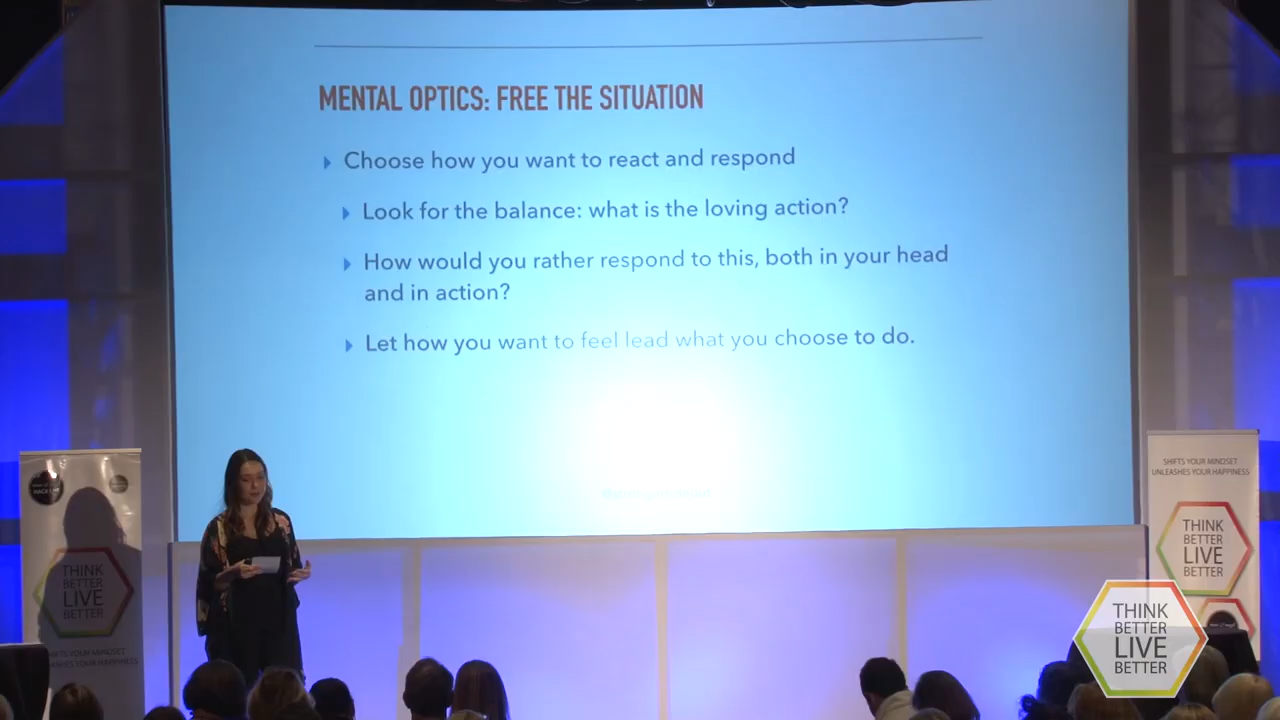 MENTAL OPTICS: FREE THE SITUATION
Choose how you want to react and respond
Look for the balance: what is the loving action?
How would you rather respond to this, both in your head
and in action?
Let how you want to feel lead what you choose to do.
THINK
BETTER
LIVE
BETTER
SHIFTS YOUR MINDSET
UNLEASHES YOUR HAPPINESS
THINK
BETTER
LIVE
BETTER
THINK
BETTER
LIVE
BETTER